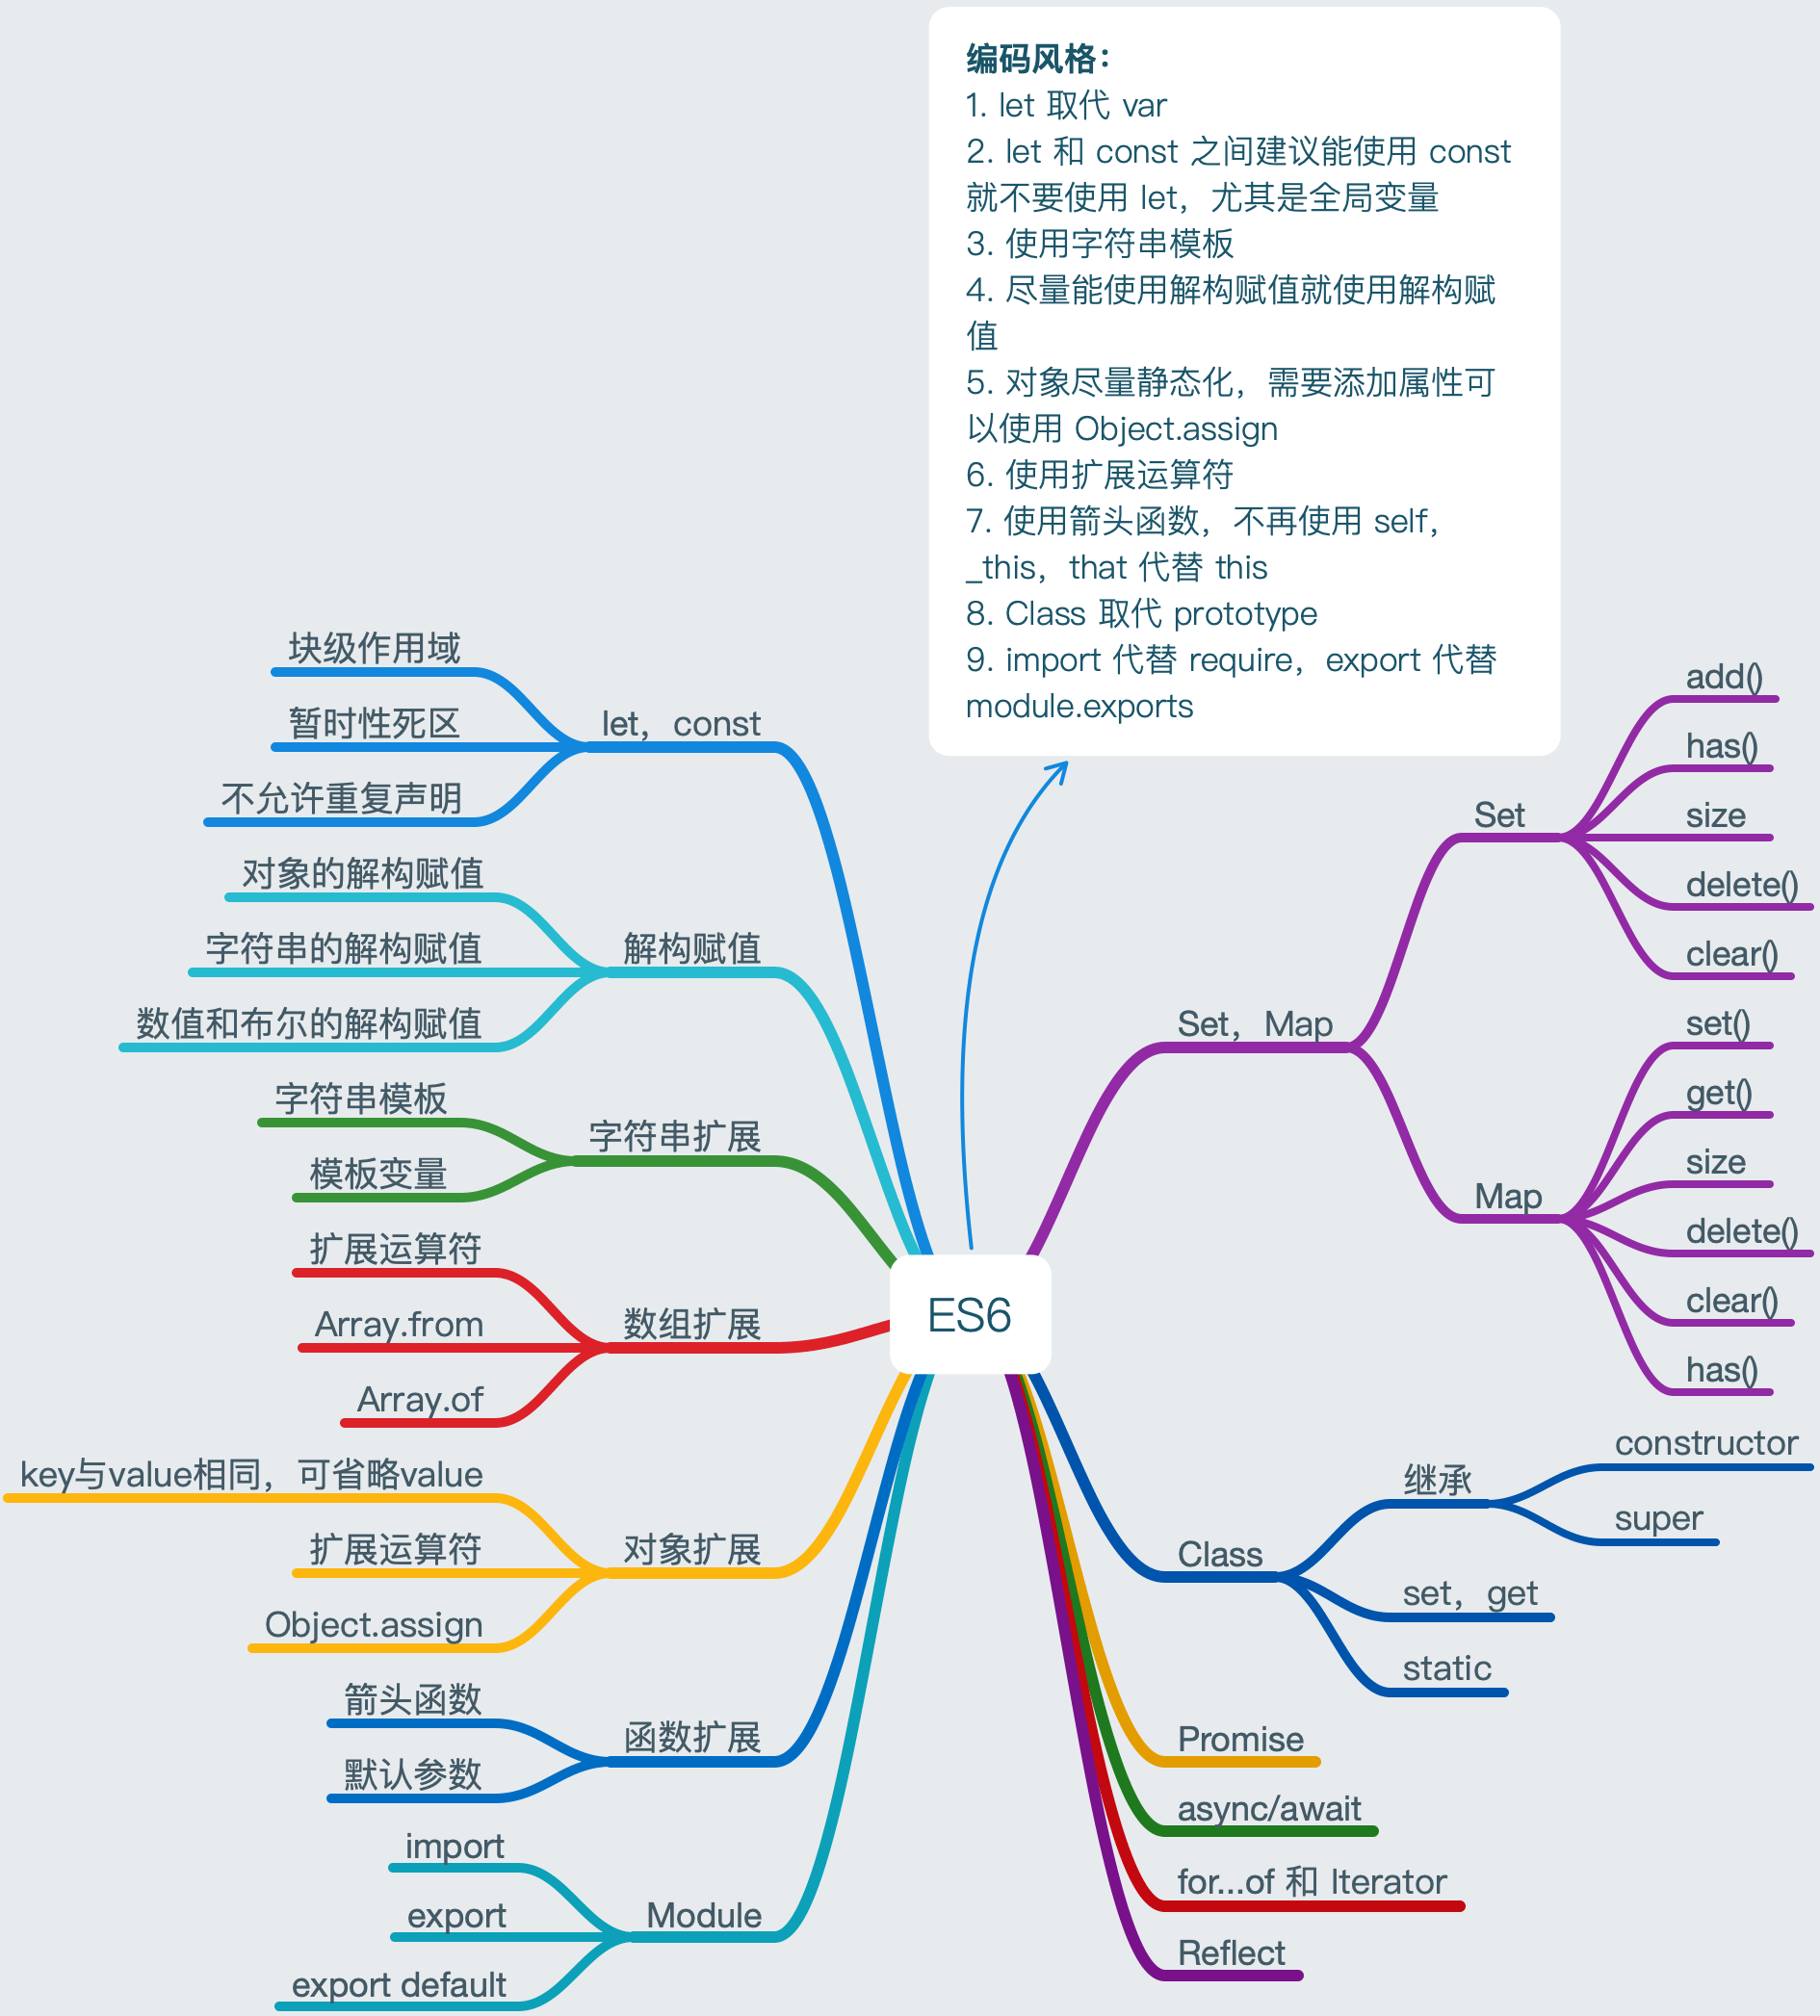 编码风格：
1. let 取代 var
2. let 和 const 之间建议能使用 const
就不要使用 let，尤其是全局变量
3. 使用字符串模板
4. 尽量能使用解构赋值就使用解构赋
值
5. 对象尽量静态化，需要添加属性可
以使用 Object.assign
6. 使用扩展运算符
7. 使用箭头函数，不再使用 self，
_this，that 代替 this
8. Class 取代 prototype
9. import 代替 require，export 代替
module.exports
ES6
let，const
块级作用域
暂时性死区
不允许重复声明
解构赋值
对象的解构赋值
字符串的解构赋值
数值和布尔的解构赋值
字符串扩展
字符串模板
模板变量
数组扩展
扩展运算符
Array.from
Array.of
对象扩展
key与value相同，可省略value
扩展运算符
Object.assign
函数扩展
箭头函数
默认参数
Module
import
export
export default
Set，Map
Set
add()
has()
size
delete()
clear()
Map
set()
get()
size
delete()
clear()
has()
Class
继承
constructor
super
set，get
static
Promise
async/await
for...of 和 Iterator
Reflect